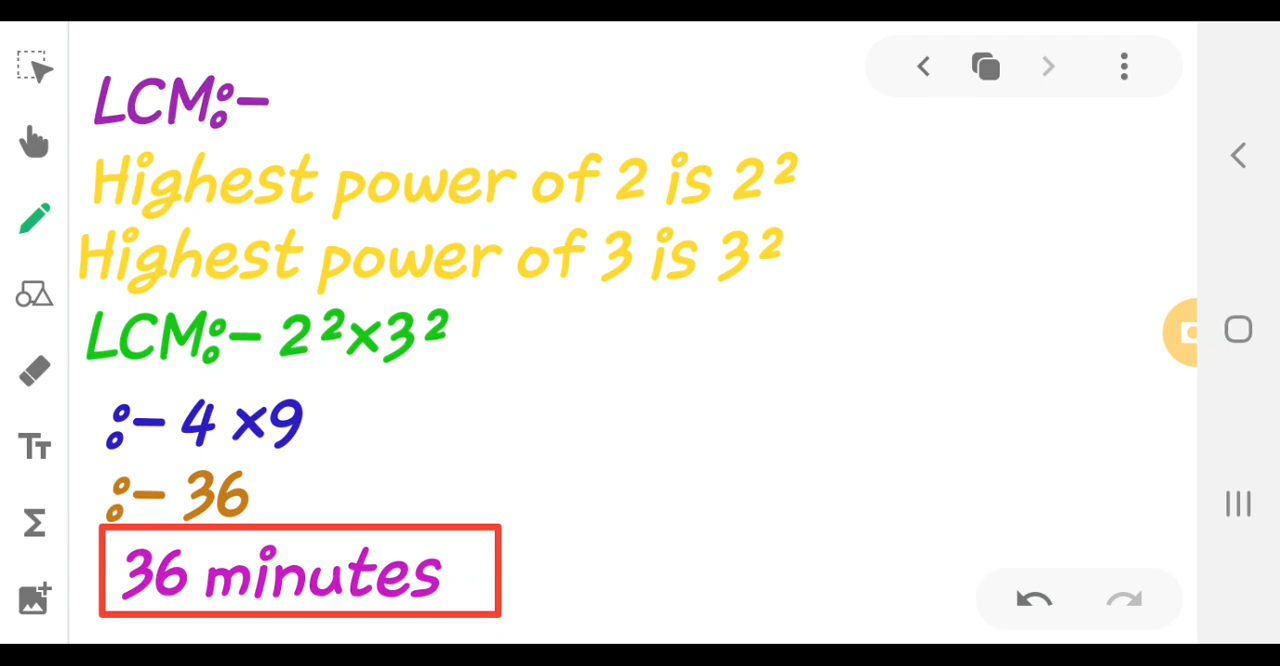 LCM:-
Highest power of 2 is 2²
Highest power of 3 is 3²
LCM:- 2²×3²
:- 4 ×9
:- 36
36 minutes